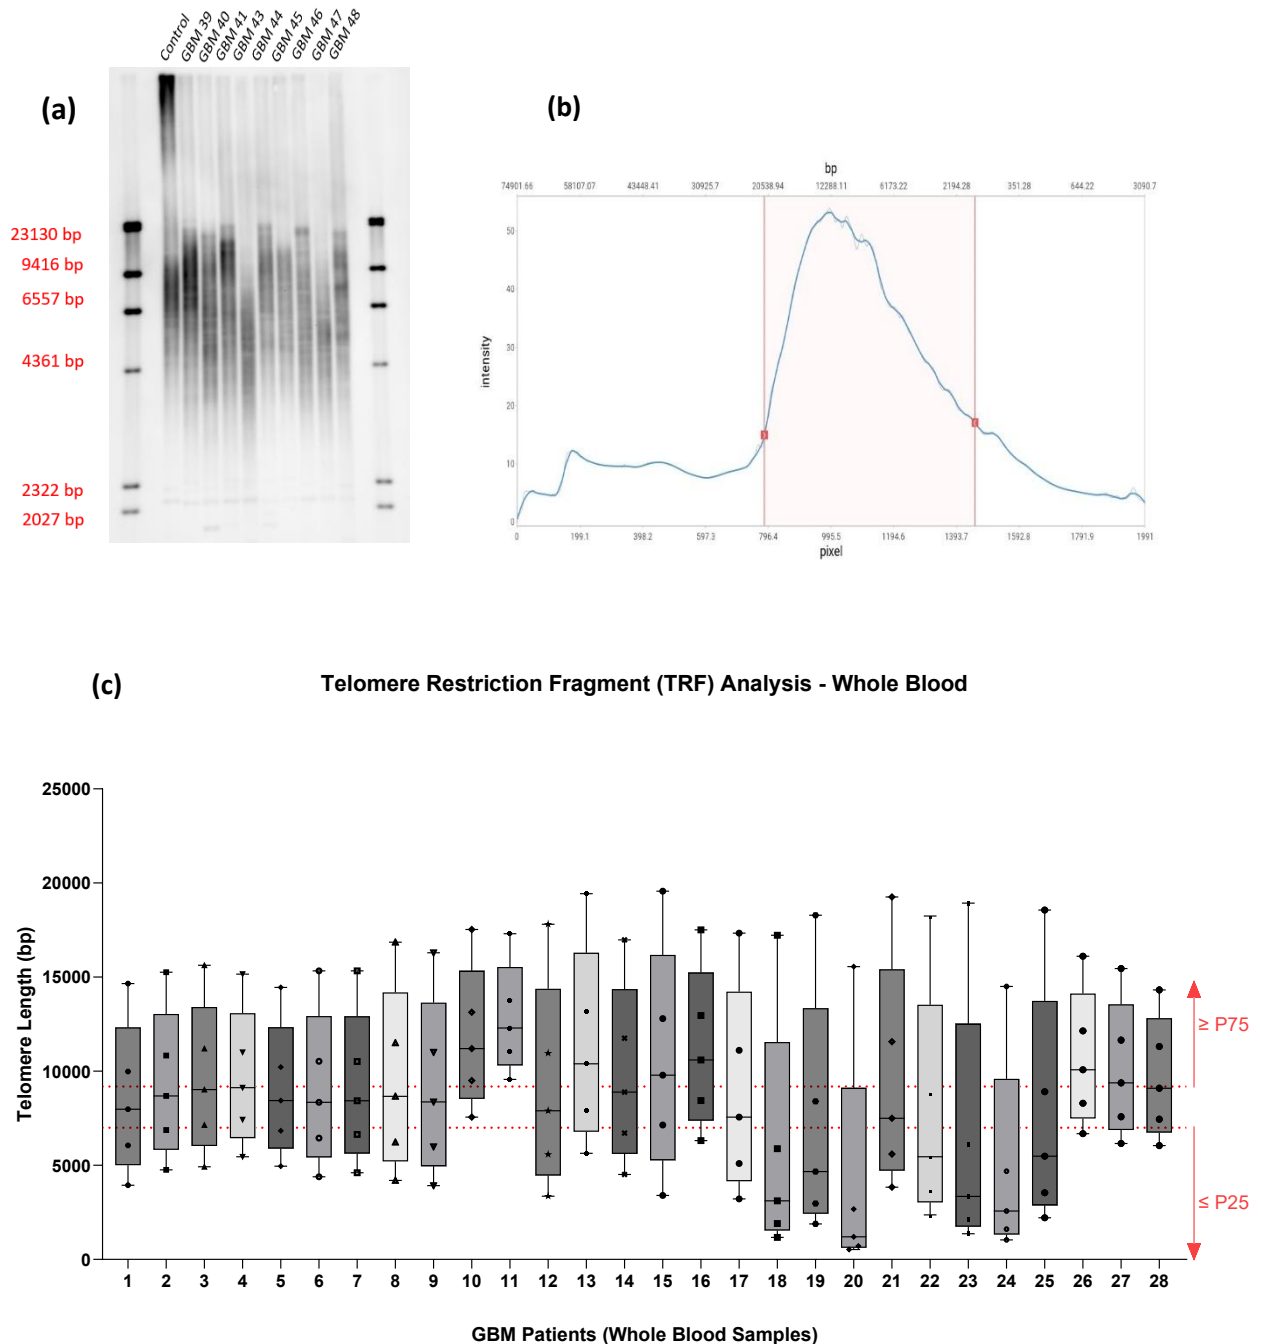 Control
GBM 39
GBM 40
GBM 41
GBM 43
GBM 44
GBM 45
GBM 46
GBM 47
GBM 48
(a)
23130 bp
9416 bp
6557 bp
4361 bp
2322 bp
2027 bp
(b)
bp
74901.66 58107.07 43448.41 30925.7 20538.94 12288.11 6173.22 2194.28 351.28 644.22 3090.7
50
40
30
20
10
0
intensity
0 199.1 398.2 597.3 796.4 995.5 1194.6 1393.7 1592.8 1791.9 1991
pixel
(c)
Telomere Restriction Fragment (TRF) Analysis - Whole Blood
25000
20000
15000
10000
5000
0
Telomere Length (bp)
≥ P75
≤ P25
1 2 3 4 5 6 7 8 9 10 11 12 13 14 15 16 17 18 19 20 21 22 23 24 25 26 27 28
GBM Patients (Whole Blood Samples)